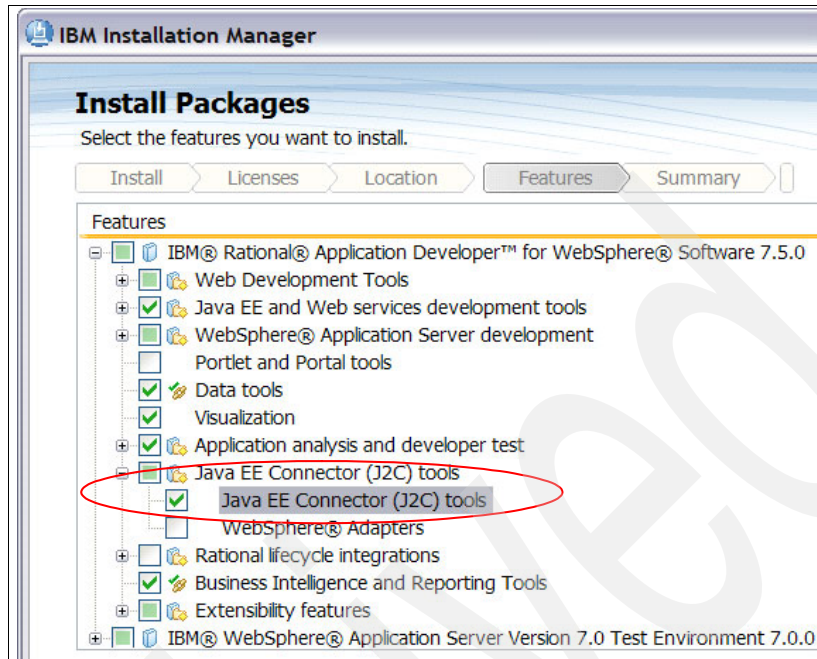 IBM Installation Manager
Install Packages
Select the features you want to install.
Install Licenses Location Features Summary
Features
IBM® Rational® Application Developer™ for WebSphere® Software 7.5.0
Web Development Tools
Java EE and Web services development tools
WebSphere® Application Server development
Portlet and Portal tools
Data tools
Visualization
Application analysis and developer test
Java EE Connector (J2C) tools
Java EE Connector (J2C) tools
WebSphere® Adapters
Rational lifecycle integrations
Business Intelligence and Reporting Tools
Extensibility features
IBM® WebSphere® Application Server Version 7.0 Test Environment 7.0.0